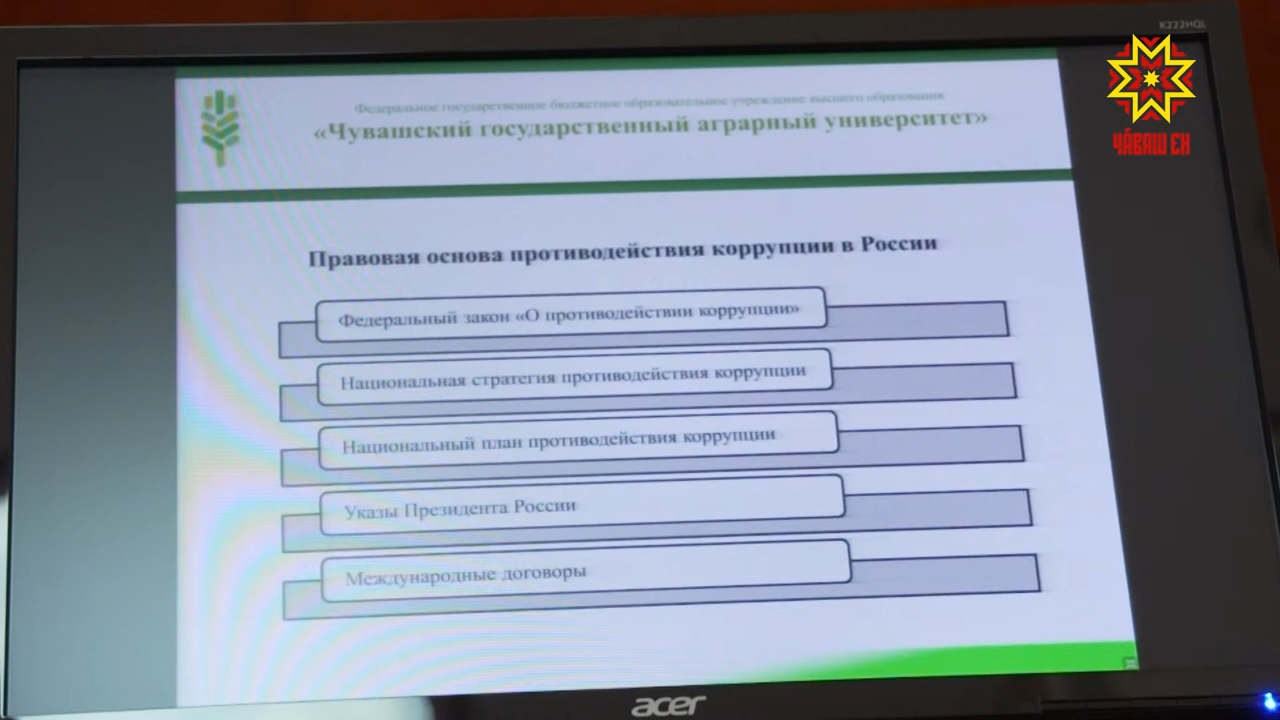 K222HQL
ЧӐВАШ ЕН
Федеральное государственное бюджетное образовательное учреждение высшего образования
«Чувашский государственный аграрный университет»
Правовая основа противодействия коррупции в России
Федеральный закон «О противодействии коррупции»
Национальная стратегия противодействия коррупции
Национальный план противодействия коррупции
Указы Президента России
Международные договоры
acer